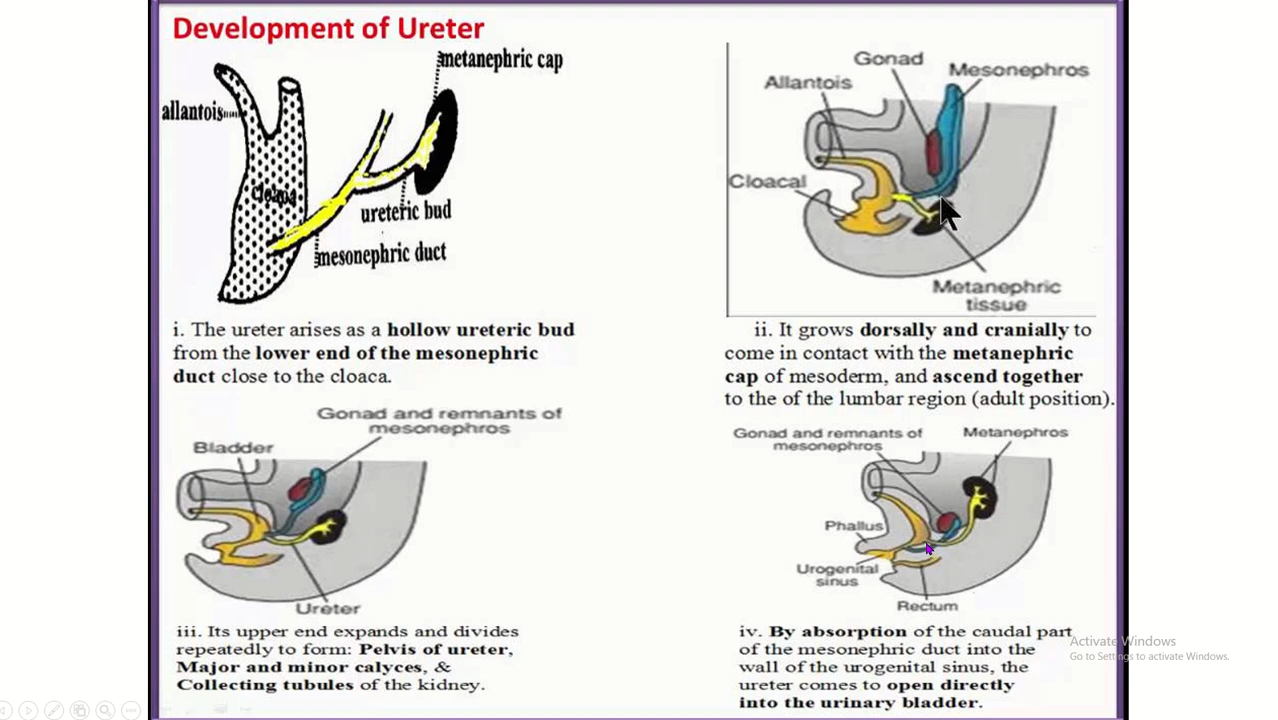 Development of Ureter
metanephric cap
allantois
cloaca
ureteric bud
mesonephric duct
Gonad
Mesonephros
Allantois
Cloacal
Metanephric
tissue
i. The ureter arises as a hollow ureteric bud
from the lower end of the mesonephric
duct close to the cloaca.
ii. It grows dorsally and cranially to
come in contact with the metanephric
cap of mesoderm, and ascend together
to the of the lumbar region (adult position).
Gonad and remnants of
mesonephros
Bladder
Ureter
Gonad and remnants of
mesonephros
Metanephros
Phallus
Urogenital
sinus
Rectum
iii. Its upper end expands and divides
repeatedly to form: Pelvis of ureter,
Major and minor calyces, &
Collecting tubules of the kidney.
iv. By absorption of the caudal part
of the mesonephric duct into the
wall of the urogenital sinus, the
ureter comes to open directly
into the urinary bladder.
Activate Windows
Go to Settings to activate Windows.